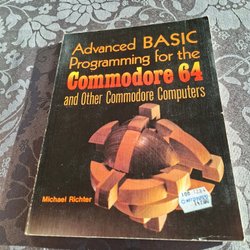 Advanced BASIC
Programming for the
Commodore 64
and Other Commodore Computers
Michael Richter